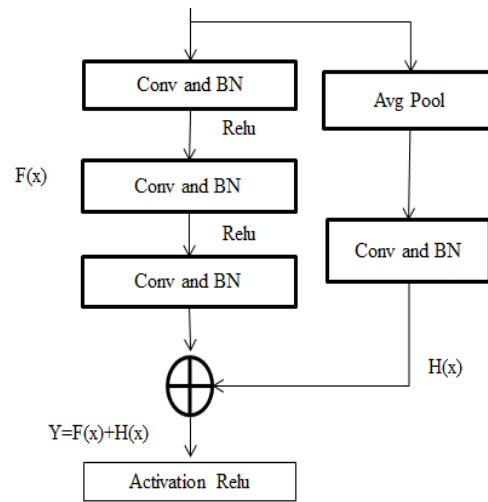 Conv and BN
Avg Pool
Relu
F(x)
Conv and BN
Relu
Conv and BN
Conv and BN
H(x)
Y=F(x)+H(x)
Activation Relu